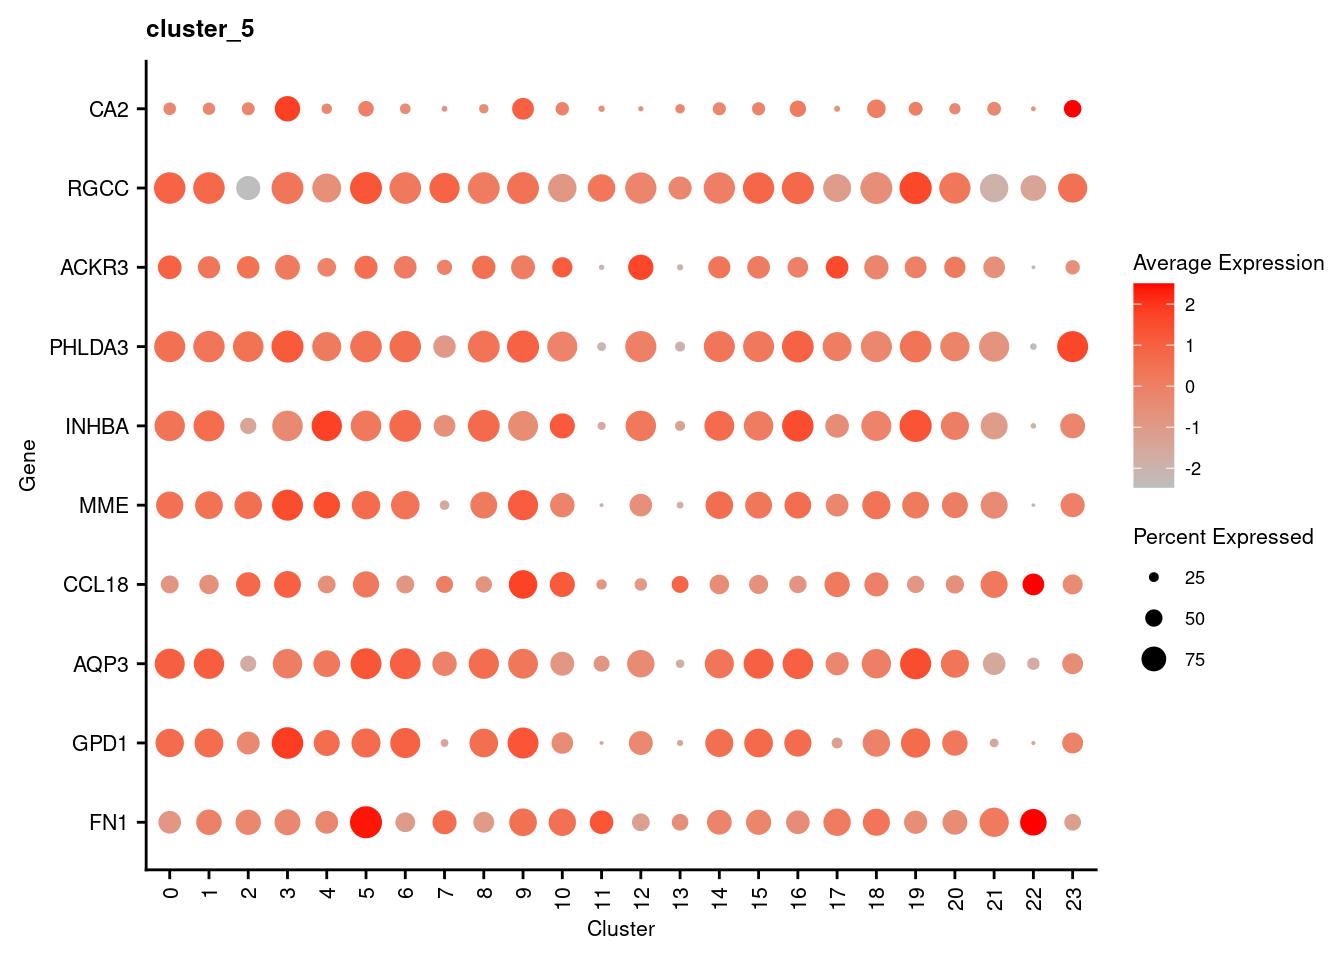 cluster_5
CA2
RGCC
ACKR3
PHLDA3
INHBA
MME
CCL18
AQP3
GPD1
FN1
Gene
0 1 2 3 4 5 6 7 8 9 10 11 12 13 14 15 16 17 18 19 20 21 22 23
Cluster
Average Expression
2
1
0
-1
-2
Percent Expressed
25
50
75